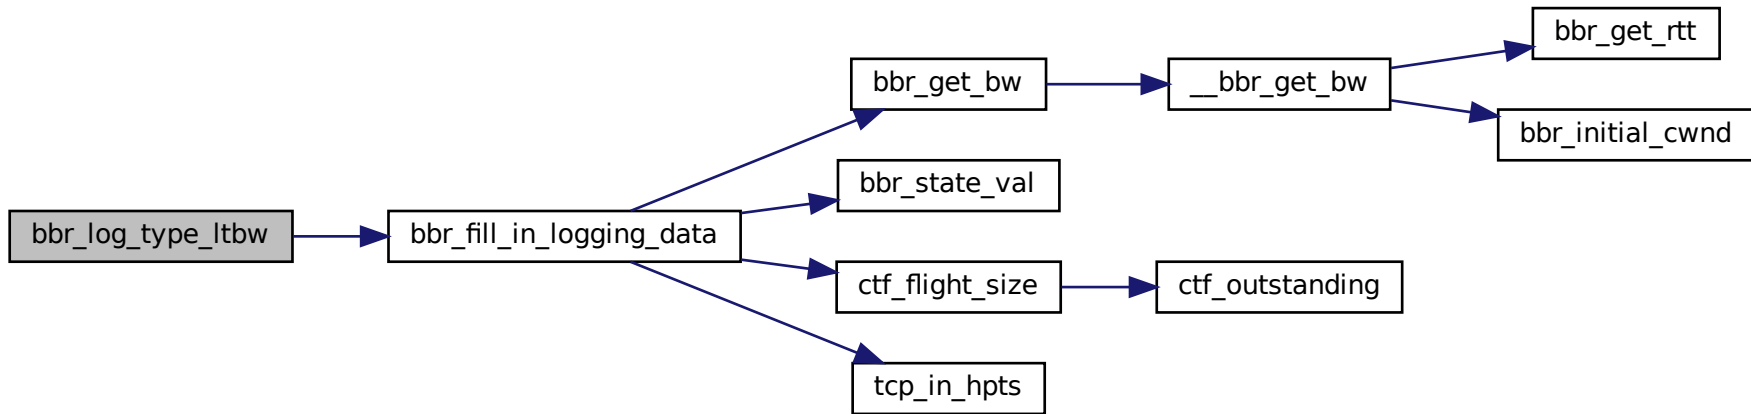 bbr_log_type_ltbw
bbr_fill_in_logging_data
bbr_get_bw
__bbr_get_bw
bbr_get_rtt
bbr_initial_cwnd
bbr_state_val
ctf_flight_size
ctf_outstanding
tcp_in_hpts